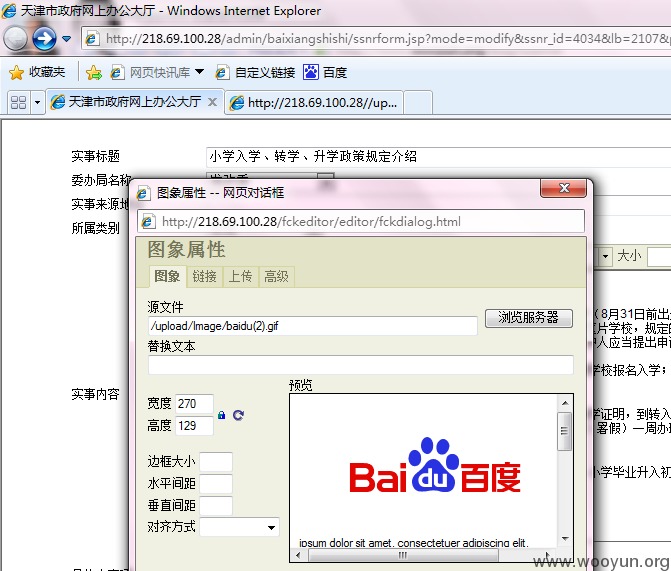 天津市政府网上办公大厅 - Windows Internet Explorer
http://218.69.100.28/admin/baixiangshishi/ssnrform.jsp?mode=modify&ssnr_id=4034&lb=2107&
收藏夹 网页快讯库 自定义链接 百度
天津市政府网上办公大厅 http://218.69.100.28//up...
实事标题 小学入学、转学、升学政策规定介绍
委办局名称
实事来源
所属类别
大小
图象属性 -- 网页对话框
http://218.69.100.28/fckeditor/editor/fckdialog.html
图象属性
图象 链接 上传 高级
源文件
/upload/Image/baidu(2).gif 浏览服务器
替换文本
宽度 270
高度 129
边框大小
水平间距
垂直间距
对齐方式
预览
Bai du 百度
ipsum dolor sit amet, consectetuer adipiscing elit.
实事内容
（8月31日前出
片学校，规定的
人应当提出申
学校报名入学；
学证明，到转入
暑假）一周办
小学毕业升入初
www.wooyun.org